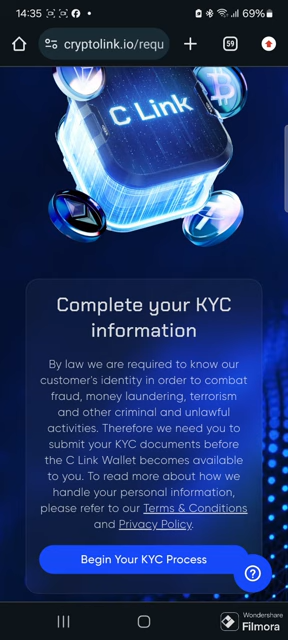 14:35
69%
cryptolink.io/requ
59
C Link
Complete your KYC
information
By law we are required to know our
customer's identity in order to combat
fraud, money laundering, terrorism
and other criminal and unlawful
activities. Therefore we need you to
submit your KYC documents before
the C Link Wallet becomes available
to you. To read more about how we
handle your personal information,
please refer to our Terms & Conditions
and Privacy Policy.
Begin Your KYC Process
Wondershare
Filmora